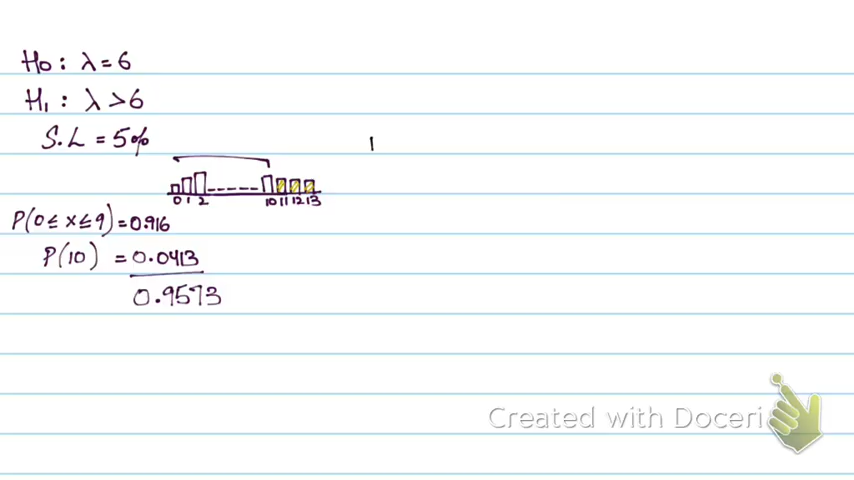 H0 : λ = 6
H1 : λ > 6
S.L = 5%
0 1 2 10 11 12 13
P(0 ≤ x ≤ 9) = 0.916
P(10) = 0.0413
0.9573
Created with Doceri